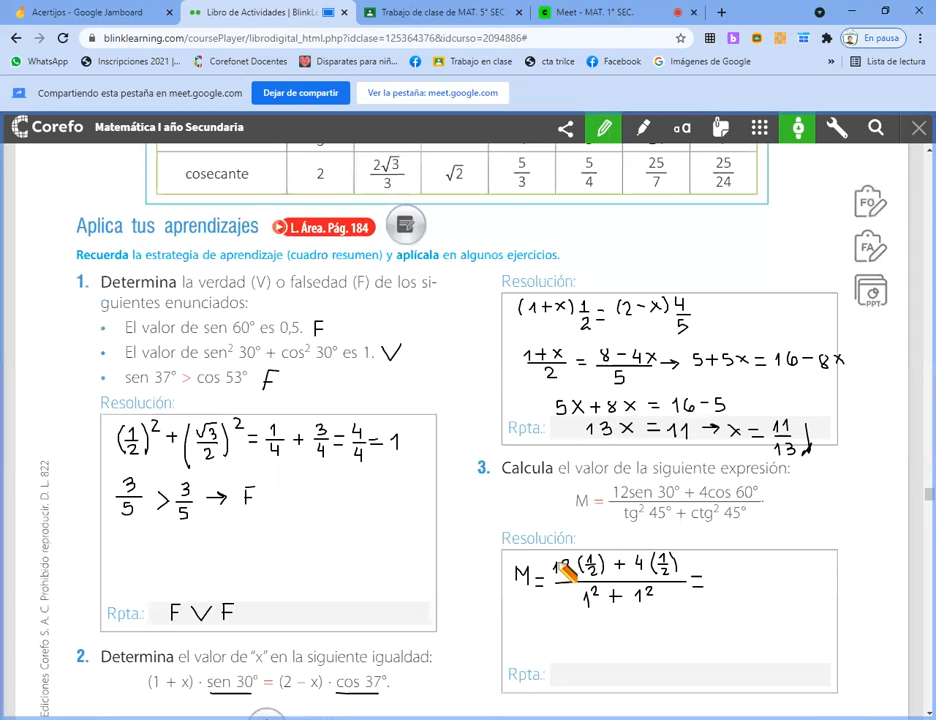 Acertijos - Google Jamboard
Libro de Actividades | BlinkLe
Trabajo de clase de MAT. 5° SEC.
Meet - MAT. 1° SEC.
blinklearning.com/coursePlayer/librodigital_html.php?idclase=125364376&idcurso=2094886#
En pausa
WhatsApp
Inscripciones 2021 |...
Corefonet Docentes
Disparates para niñ...
Trabajo en clase
cta trilce
Facebook
Imágenes de Google
»
Lista de lectura
Compartiendo esta pestaña en meet.google.com
Dejar de compartir
Ver la pestaña: meet.google.com
Corefo
Matemática I año Secundaria
aa
cosecante 2 2√3/3 √2 5/3 5/4 25/7 25/24
FO
FA
PPT
Aplica tus aprendizajes
L. Área. Pág. 184
Recuerda la estrategia de aprendizaje (cuadro resumen) y aplícala en algunos ejercicios.
1. Determina la verdad (V) o falsedad (F) de los si-
guientes enunciados:
• El valor de sen 60° es 0,5. F
• El valor de sen² 30° + cos² 30° es 1. V
• sen 37° > cos 53° F
Resolución:
(1/2)² + (√3/2)² = 1/4 + 3/4 = 4/4 = 1
3/5 > 3/5 → F
Rpta.: F V F
2. Determina el valor de "x" en la siguiente igualdad:
(1 + x) · sen 30° = (2 – x) · cos 37°.
Resolución:
(1+x) 1/2 = (2-x) 4/5
1+x/2 = 8-4x/5 → 5+5x = 16-8x
5x+8x = 16-5
Rpta.: 13x = 11 → x = 11/13
3. Calcula el valor de la siguiente expresión:
M = 12sen 30° + 4cos 60° / tg² 45° + ctg² 45° .
Resolución:
M = 12 (1/2) + 4 (1/2) / 1² + 1² =
Rpta.:
Ediciones Corefo S. A. C. Prohibido reproducir. D. L. 822